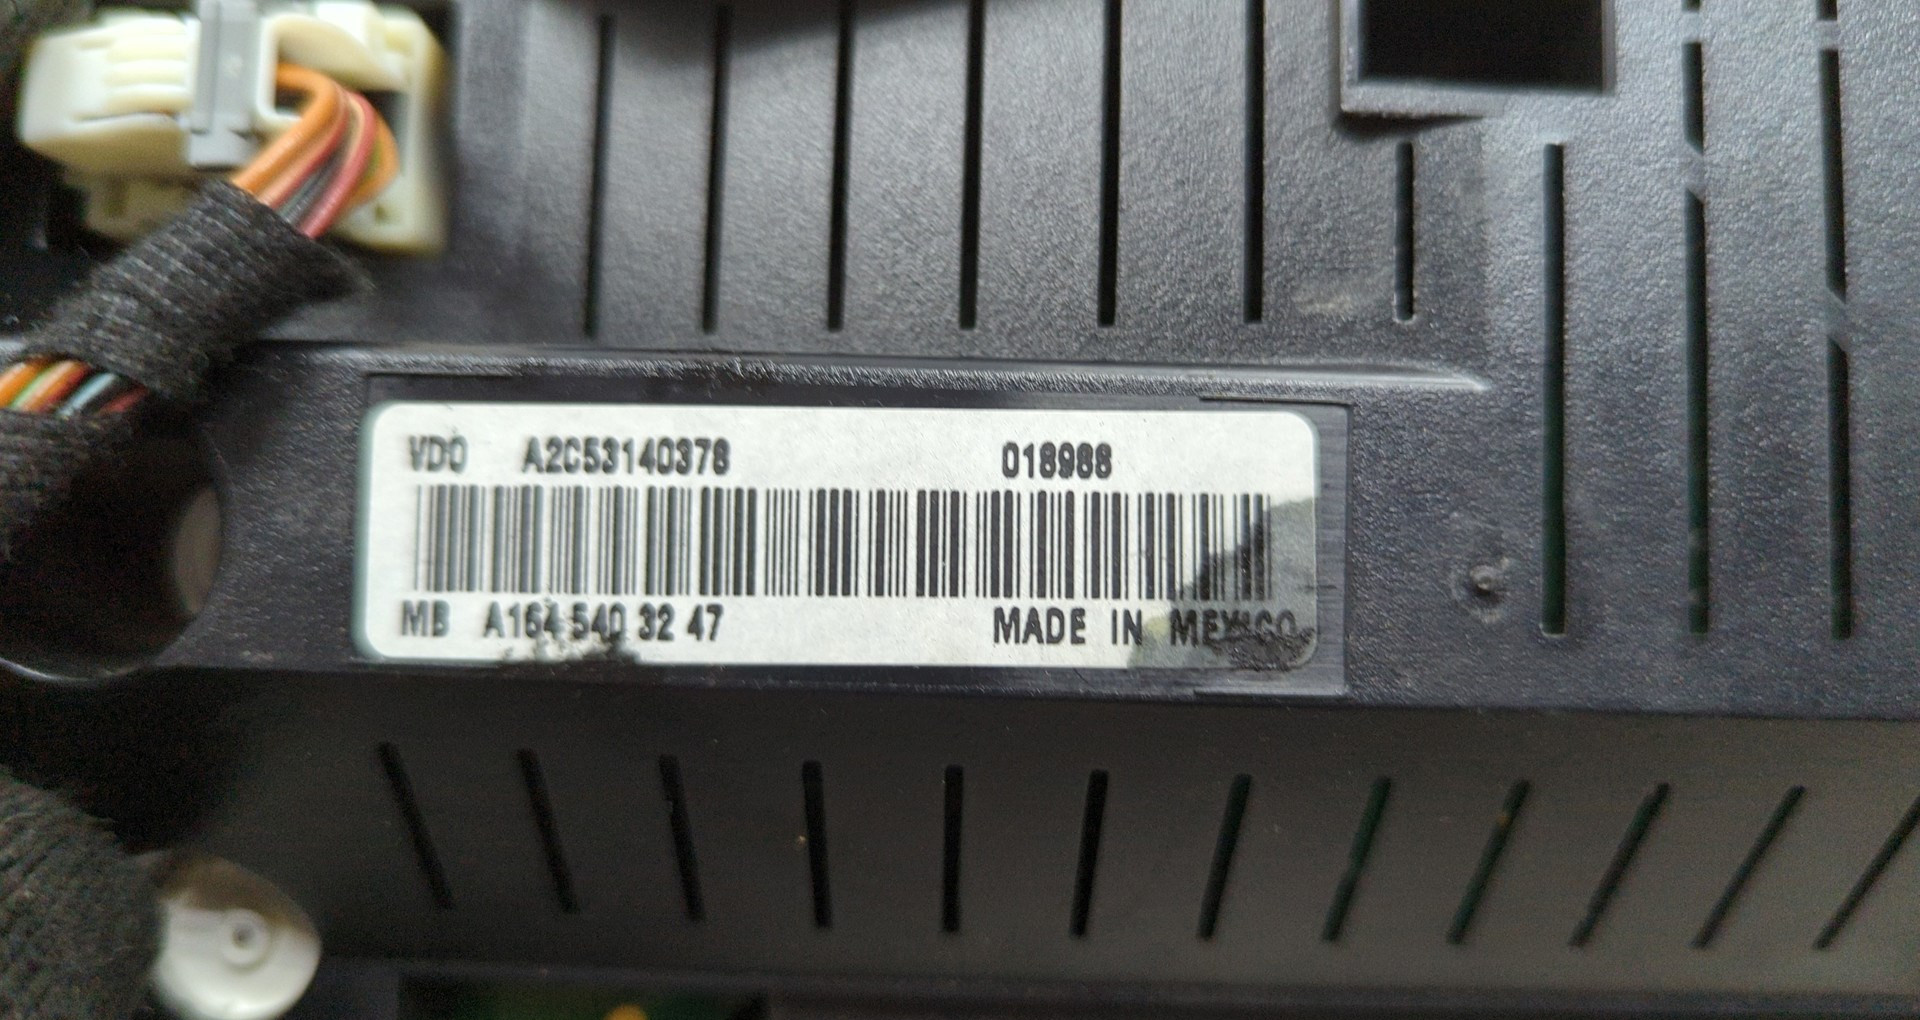 VDO A2C53140378 018988
MB A164 540 32 47 MADE IN MEXICO